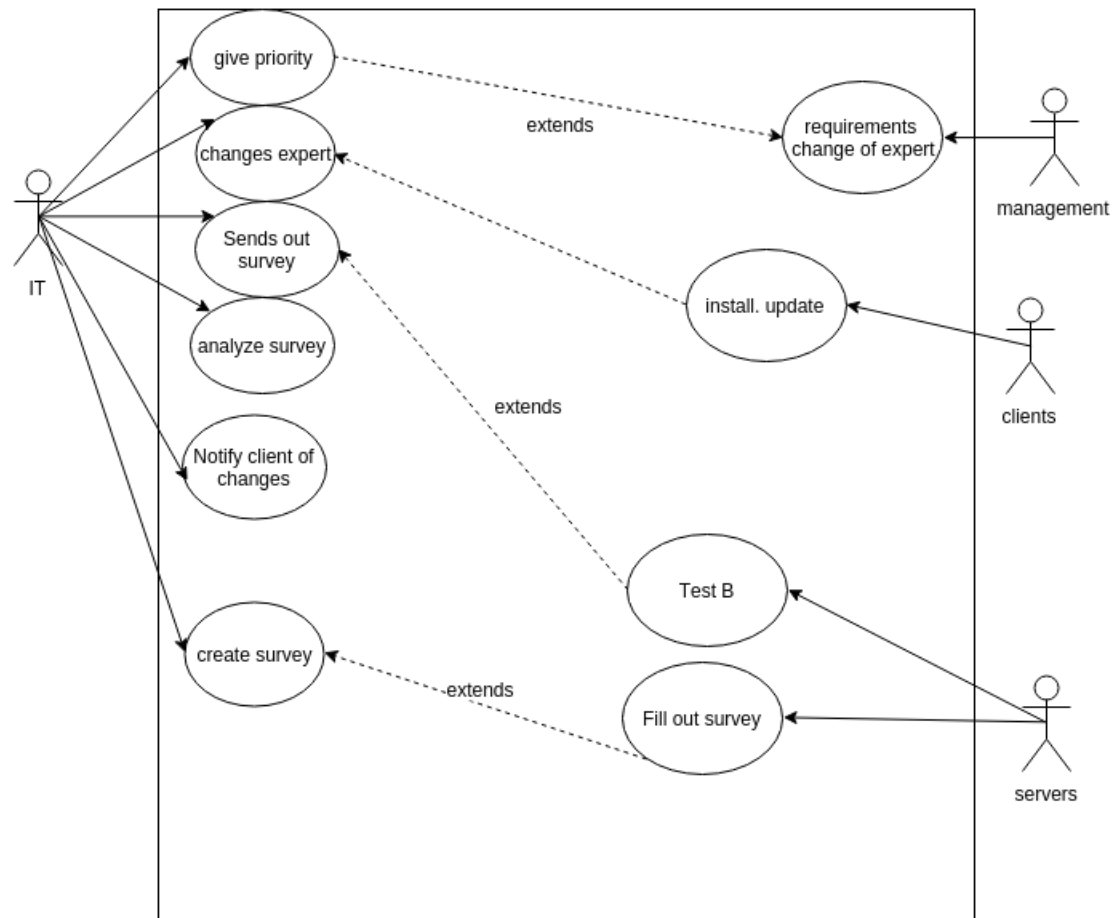 give priority
extends
requirements
change of expert
management
changes expert
IT
Sends out
survey
install. update
clients
analyze survey
extends
Notify client of
changes
Test B
create survey
extends
Fill out survey
servers